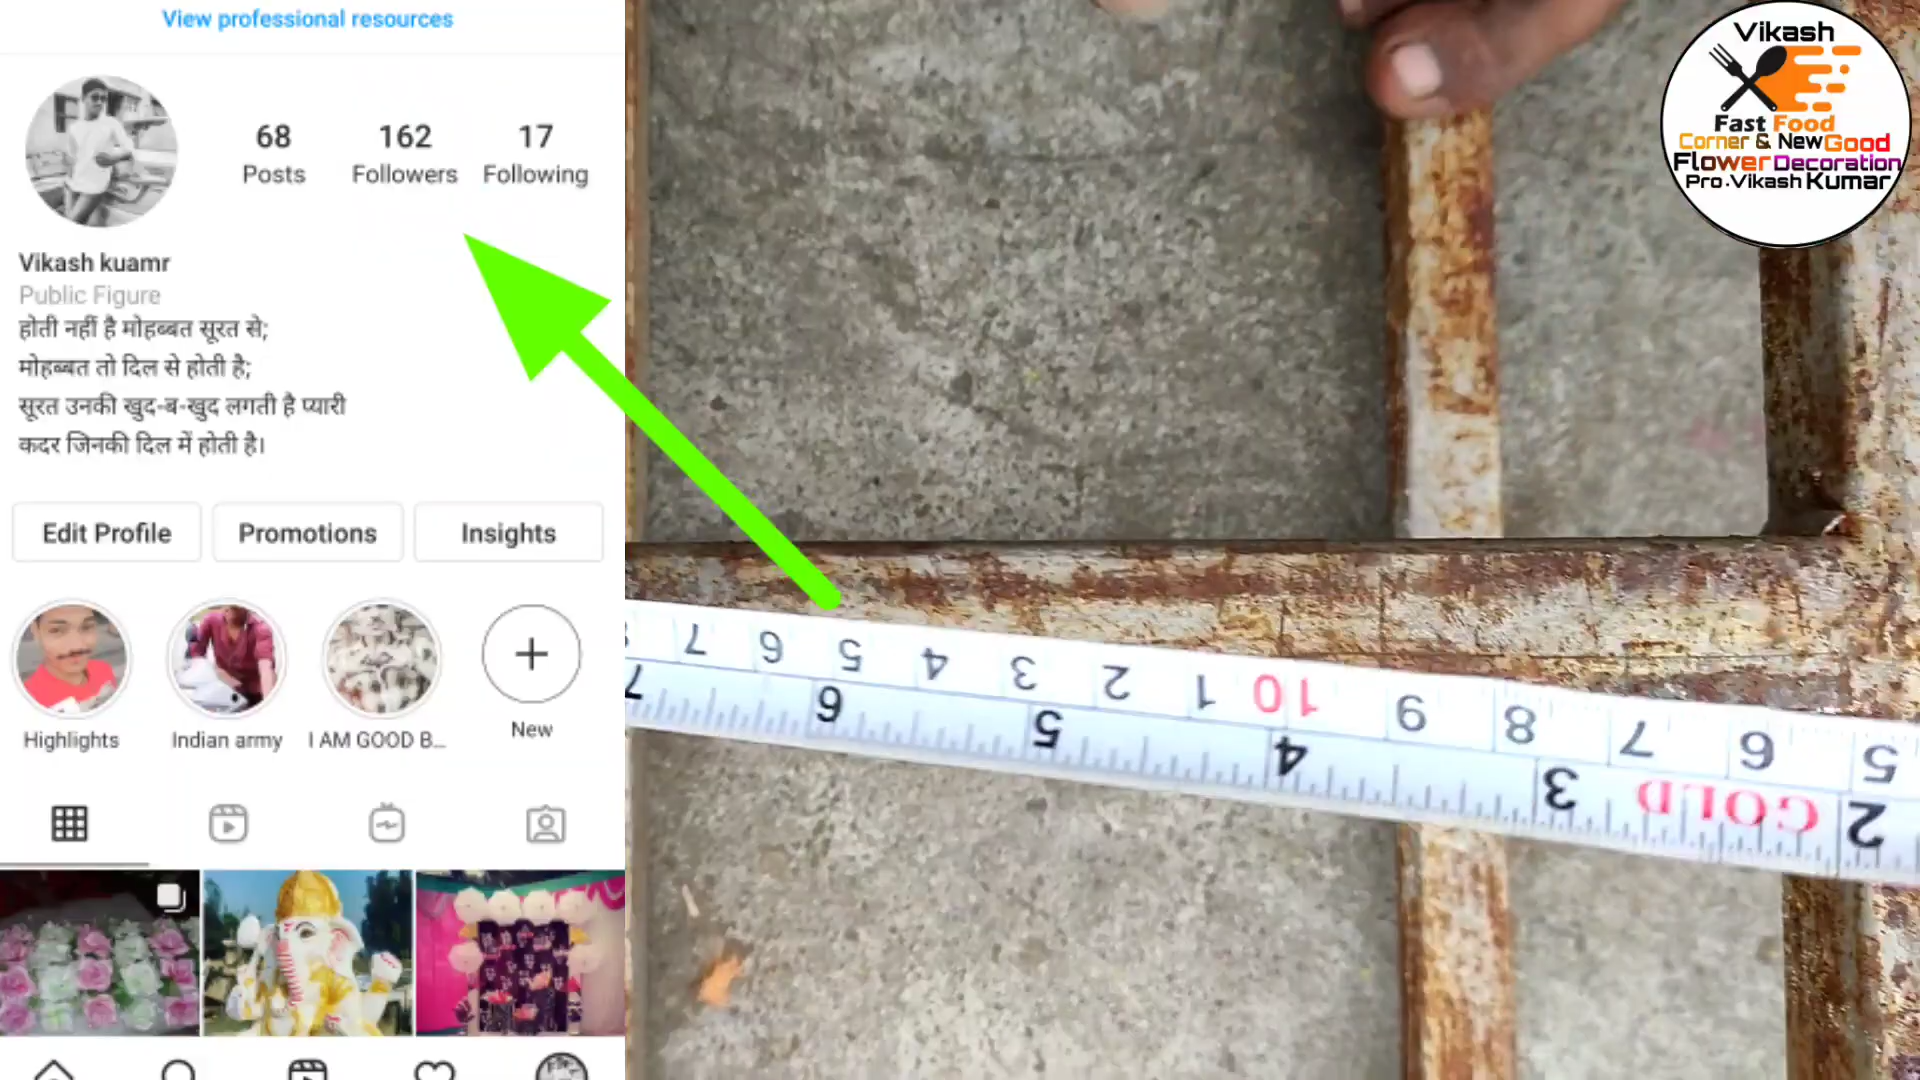 View professional resources
68
Posts
162
Followers
17
Following
Vikash kuamr
Public Figure
होती नहीं है मोहब्बत सूरत से;
मोहब्बत तो दिल से होती है;
सूरत उनकी खुद-ब-खुद लगती है प्यारी
कदर जिनकी दिल में होती है।
Edit Profile
Promotions
Insights
Highlights
Indian army
I AM GOOD B...
New
Vikash
Fast Food
Corner & New Good
Flower Decoration
Pro.Vikash Kumar
5 6 7 8 9 10 1 2 3 4 5 6 7
2 GOLD 3 4 5 6 7